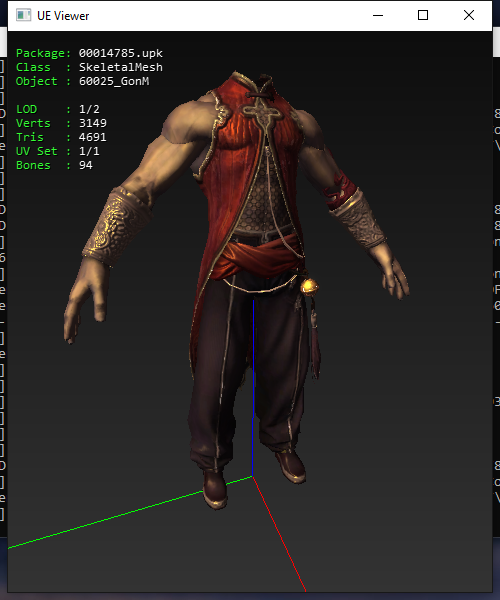 UE Viewer
Package: 00014785.upk
Class : SkeletalMesh
Object : 60025_GonM
LOD : 1/2
Verts : 3149
Tris : 4691
UV Set : 1/1
Bones : 94